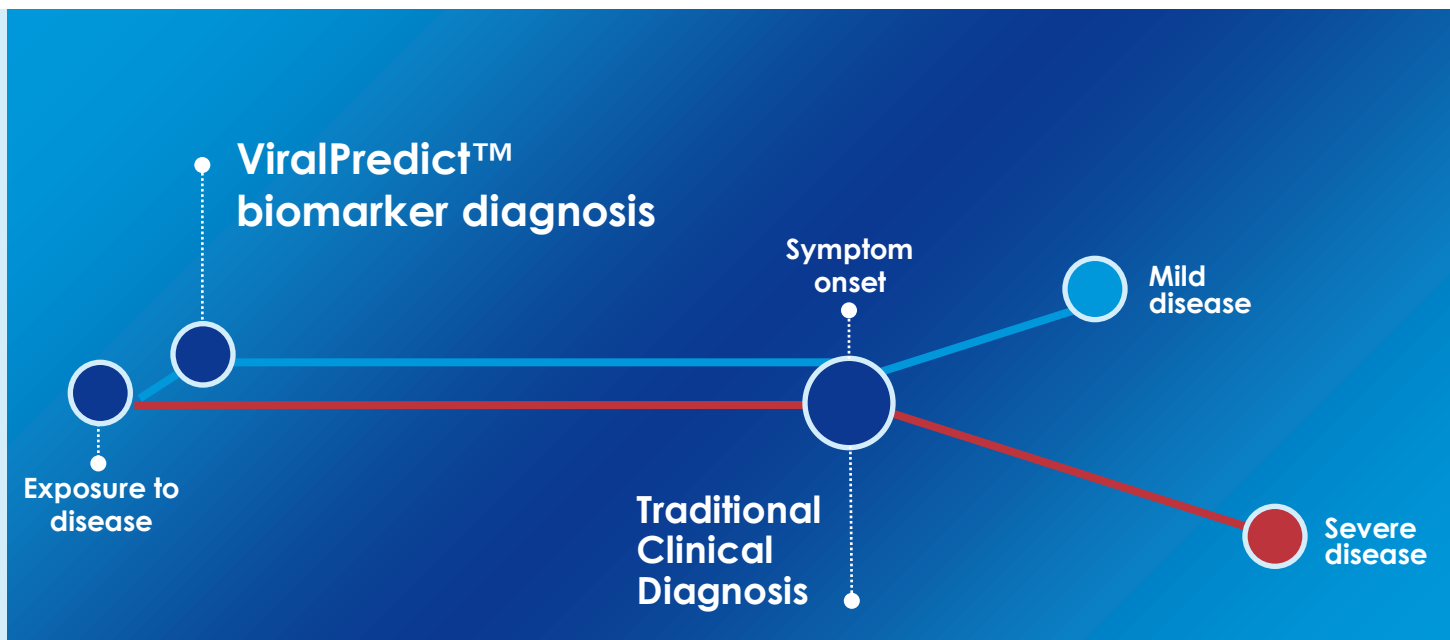 ViralPredict™
biomarker diagnosis
Symptom
onset
Mild
disease
Exposure to
disease
Traditional
Clinical
Diagnosis
Severe
disease